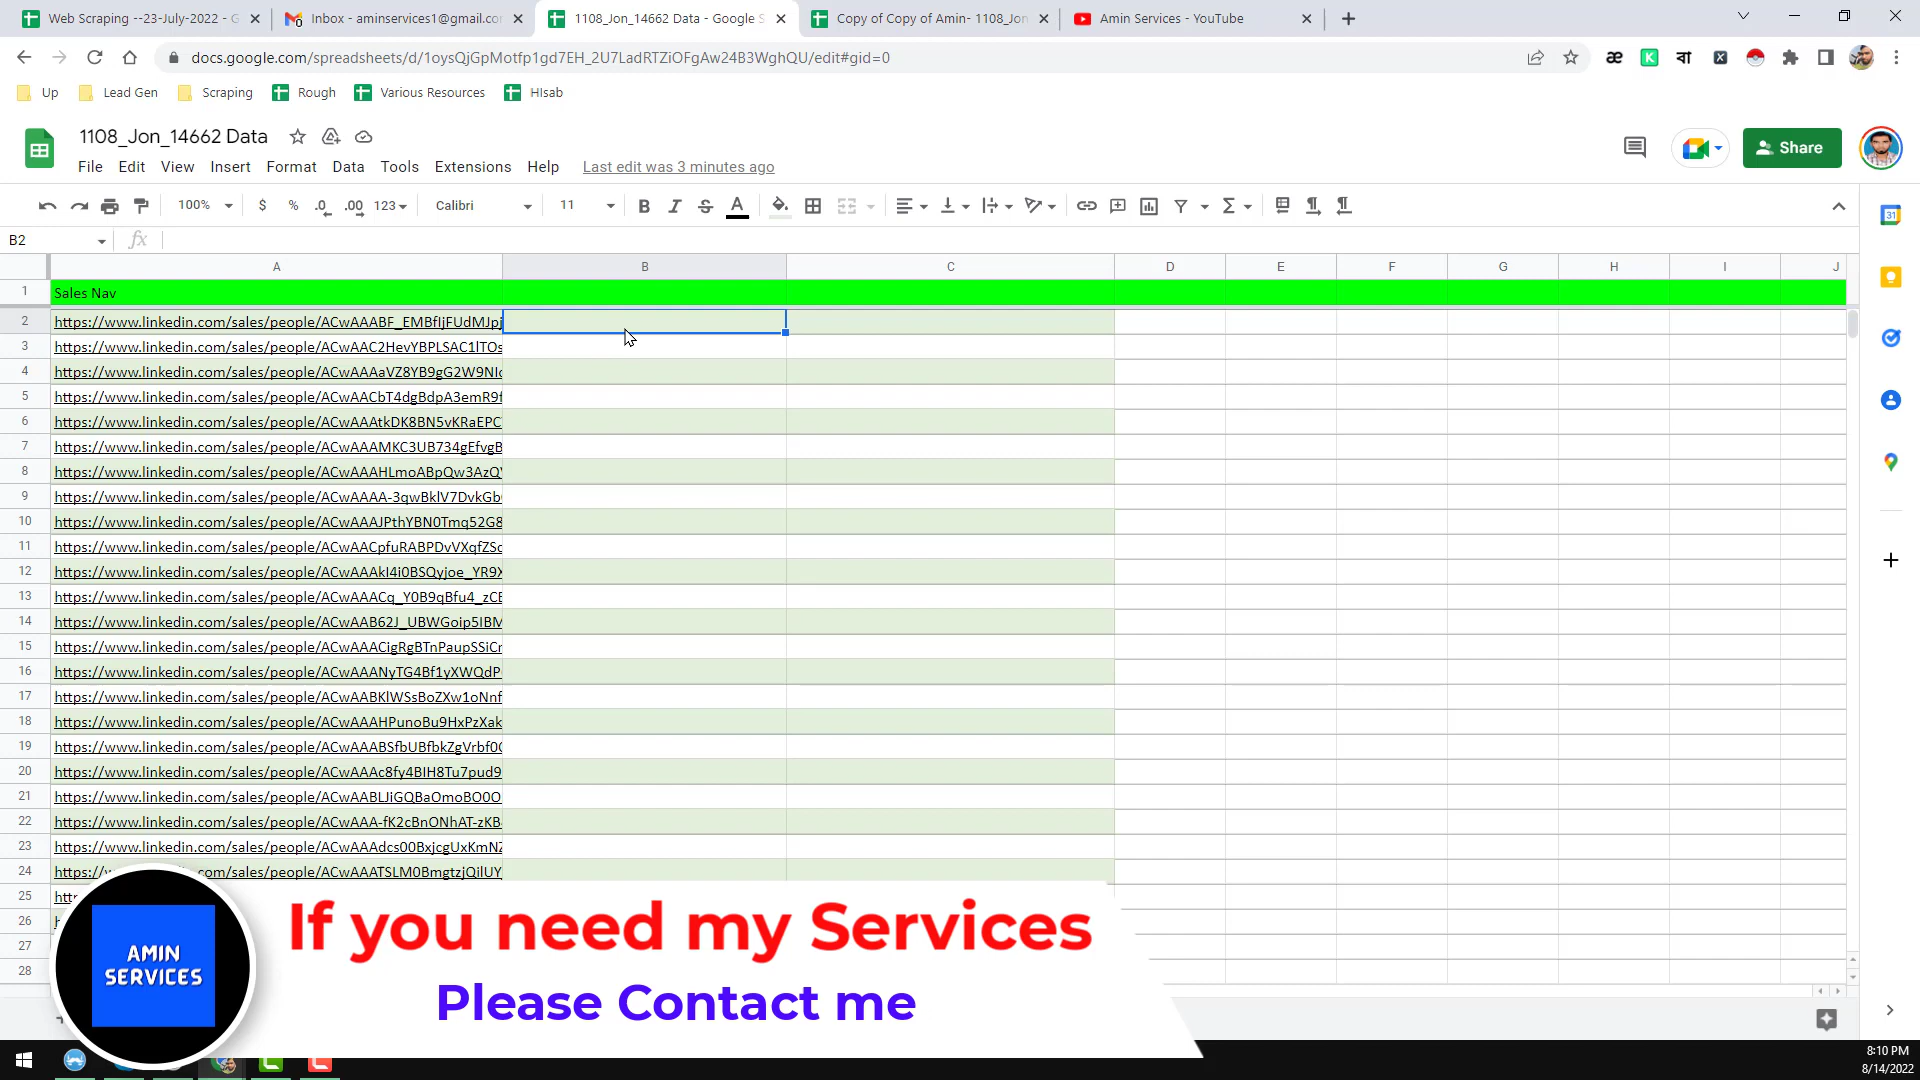 Web Scraping --23-July-2022 - G
Inbox - aminservices1@gmail.co
1108_Jon_14662 Data - Google S
Copy of Copy of Amin- 1108_Jon
Amin Services - YouTube
docs.google.com/spreadsheets/d/1oysQjGpMotfp1gd7EH_2U7LadRTZiOFgAw24B3WghQU/edit#gid=0
Up
Lead Gen
Scraping
Rough
Various Resources
HIsab
1108_Jon_14662 Data
File Edit View Insert Format Data Tools Extensions Help Last edit was 3 minutes ago
Share
100% $ % .0 .00 123 Calibri 11 B I S A
B2 fx
A B C D E F G H I J
1 Sales Nav
2 https://www.linkedin.com/sales/people/ACwAAABF_EMBfIjFUdMJpj
3 https://www.linkedin.com/sales/people/ACwAAC2HevYBPLSAC1lTOs
4 https://www.linkedin.com/sales/people/ACwAAAaVZ8YB9gG2W9NIc
5 https://www.linkedin.com/sales/people/ACwAACbT4dgBdpA3emR9f
6 https://www.linkedin.com/sales/people/ACwAAAtkDK8BN5vKRaEPC
7 https://www.linkedin.com/sales/people/ACwAAAMKC3UB734gEfvgB
8 https://www.linkedin.com/sales/people/ACwAAAHLmoABpQw3AzQ
9 https://www.linkedin.com/sales/people/ACwAAAA-3qwBklV7DvkGb
10 https://www.linkedin.com/sales/people/ACwAAAJPthYBN0Tmq52G8
11 https://www.linkedin.com/sales/people/ACwAACpfuRABPDvVXqfZSc
12 https://www.linkedin.com/sales/people/ACwAAAkI4i0BSQyjoe_YR9X
13 https://www.linkedin.com/sales/people/ACwAAACq_Y0B9qBfu4_zCE
14 https://www.linkedin.com/sales/people/ACwAAB62J_UBWGoip5IBM
15 https://www.linkedin.com/sales/people/ACwAAACigRgBTnPaupSSiCr
16 https://www.linkedin.com/sales/people/ACwAAANyTG4Bf1yXWQdP
17 https://www.linkedin.com/sales/people/ACwAABKlWSsBoZXw1oNnf
18 https://www.linkedin.com/sales/people/ACwAAAHPunoBu9HxPzXak
19 https://www.linkedin.com/sales/people/ACwAAABSfbUBfbkZgVrbf0
20 https://www.linkedin.com/sales/people/ACwAAAc8fy4BIH8Tu7pud9
21 https://www.linkedin.com/sales/people/ACwAABLJiGQBaOmoBO0O
22 https://www.linkedin.com/sales/people/ACwAAA-fK2cBnONhAT-zKB
23 https://www.linkedin.com/sales/people/ACwAAAdcs00BxjcgUxKmNZ
24 com/sales/people/ACwAAATSLM0BmgtzjQilUY
25
26
27
28
AMIN
SERVICES
If you need my Services
Please Contact me
8:10 PM
8/14/2022